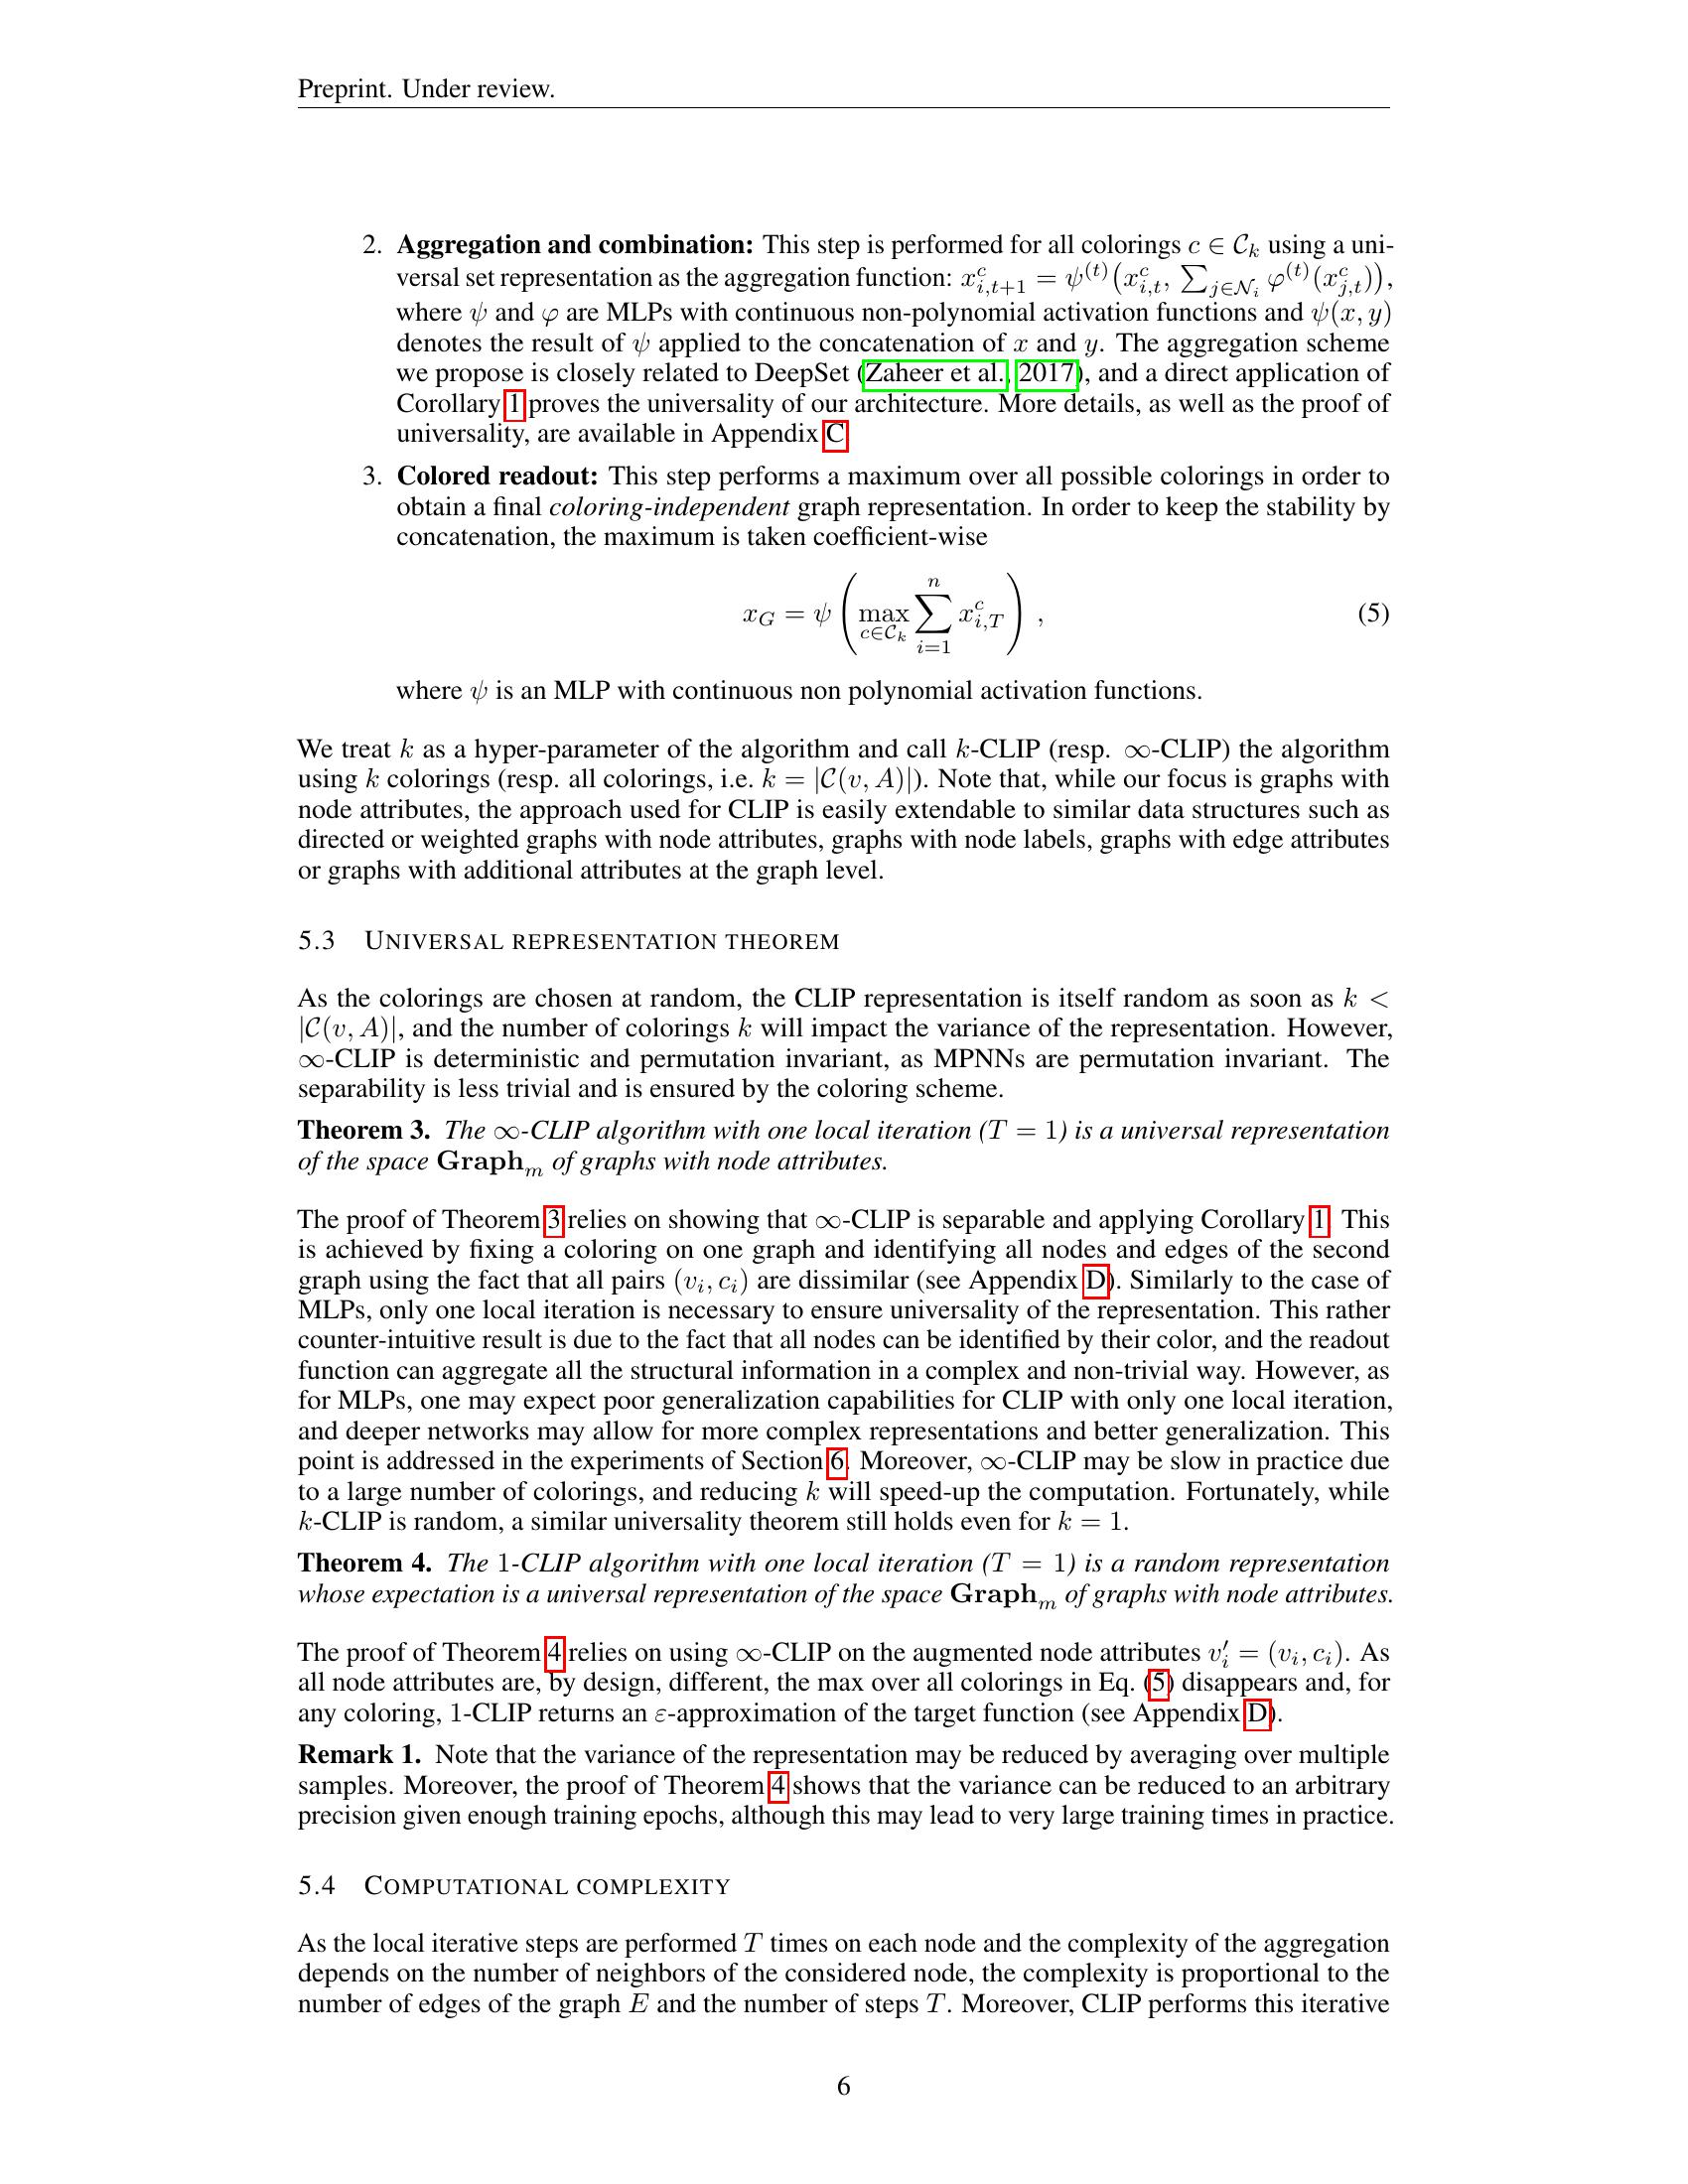 Preprint. Under review.
2. Aggregation and combination: This step is performed for all colorings $c \in \mathcal{C}_k$ using a uni-
versal set representation as the aggregation function: $x_{i,t+1}^c = \psi^{(t)}\big(x_{i,t}^c, \sum_{j \in \mathcal{N}_i} \varphi^{(t)}(x_{j,t}^c)\big)$,
where $\psi$ and $\varphi$ are MLPs with continuous non-polynomial activation functions and $\psi(x, y)$
denotes the result of $\psi$ applied to the concatenation of $x$ and $y$. The aggregation scheme
we propose is closely related to DeepSet (Zaheer et al., 2017), and a direct application of
Corollary 1 proves the universality of our architecture. More details, as well as the proof of
universality, are available in Appendix C
3. Colored readout: This step performs a maximum over all possible colorings in order to
obtain a final coloring-independent graph representation. In order to keep the stability by
concatenation, the maximum is taken coefficient-wise
$x_G = \psi\left(\max_{c \in \mathcal{C}_k} \sum_{i=1}^{n} x_{i,T}^c\right),$ (5)
where $\psi$ is an MLP with continuous non polynomial activation functions.
We treat $k$ as a hyper-parameter of the algorithm and call $k$-CLIP (resp. $\infty$-CLIP) the algorithm
using $k$ colorings (resp. all colorings, i.e. $k = |\mathcal{C}(v, A)|$). Note that, while our focus is graphs with
node attributes, the approach used for CLIP is easily extendable to similar data structures such as
directed or weighted graphs with node attributes, graphs with node labels, graphs with edge attributes
or graphs with additional attributes at the graph level.
5.3 UNIVERSAL REPRESENTATION THEOREM
As the colorings are chosen at random, the CLIP representation is itself random as soon as $k <$
$|\mathcal{C}(v, A)|$, and the number of colorings $k$ will impact the variance of the representation. However,
$\infty$-CLIP is deterministic and permutation invariant, as MPNNs are permutation invariant. The
separability is less trivial and is ensured by the coloring scheme.
Theorem 3. The $\infty$-CLIP algorithm with one local iteration ($T = 1$) is a universal representation
of the space $\mathbf{Graph}_m$ of graphs with node attributes.
The proof of Theorem 3 relies on showing that $\infty$-CLIP is separable and applying Corollary 1. This
is achieved by fixing a coloring on one graph and identifying all nodes and edges of the second
graph using the fact that all pairs $(v_i, c_i)$ are dissimilar (see Appendix D). Similarly to the case of
MLPs, only one local iteration is necessary to ensure universality of the representation. This rather
counter-intuitive result is due to the fact that all nodes can be identified by their color, and the readout
function can aggregate all the structural information in a complex and non-trivial way. However, as
for MLPs, one may expect poor generalization capabilities for CLIP with only one local iteration,
and deeper networks may allow for more complex representations and better generalization. This
point is addressed in the experiments of Section 6. Moreover, $\infty$-CLIP may be slow in practice due
to a large number of colorings, and reducing $k$ will speed-up the computation. Fortunately, while
$k$-CLIP is random, a similar universality theorem still holds even for $k = 1$.
Theorem 4. The 1-CLIP algorithm with one local iteration ($T = 1$) is a random representation
whose expectation is a universal representation of the space $\mathbf{Graph}_m$ of graphs with node attributes.
The proof of Theorem 4 relies on using $\infty$-CLIP on the augmented node attributes $v_i' = (v_i, c_i)$. As
all node attributes are, by design, different, the max over all colorings in Eq. (5) disappears and, for
any coloring, 1-CLIP returns an $\varepsilon$-approximation of the target function (see Appendix D).
Remark 1. Note that the variance of the representation may be reduced by averaging over multiple
samples. Moreover, the proof of Theorem 4 shows that the variance can be reduced to an arbitrary
precision given enough training epochs, although this may lead to very large training times in practice.
5.4 COMPUTATIONAL COMPLEXITY
As the local iterative steps are performed $T$ times on each node and the complexity of the aggregation
depends on the number of neighbors of the considered node, the complexity is proportional to the
number of edges of the graph $E$ and the number of steps $T$. Moreover, CLIP performs this iterative
6